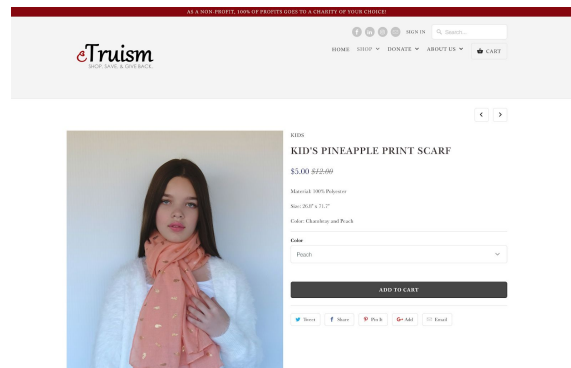 AS A NON-PROFIT, 100% OF PROFITS GOES TO A CHARITY OF YOUR CHOICE!
SIGN IN
Search...
eTruism
SHOP, SAVE, & GIVE BACK.
HOME SHOP DONATE ABOUT US CART
KIDS
KID'S PINEAPPLE PRINT SCARF
$5.00 $12.00
Material: 100% Polyester
Size: 20.8" x 71.7"
Color: Chambray and Peach
Color
Peach
ADD TO CART
Tweet Share Pin It Add Email